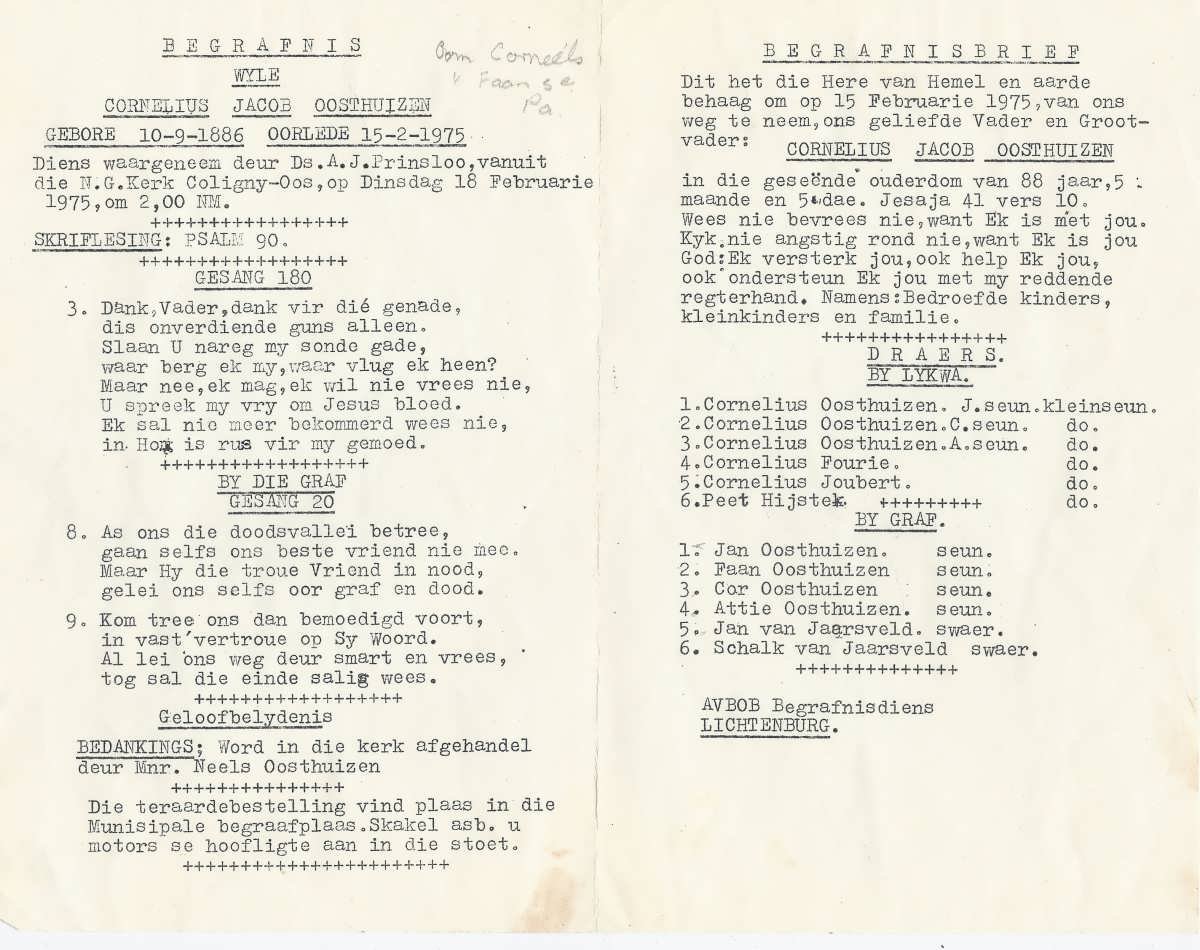 BEGRAFNIS
WYLE
CORNELIUS JACOB OOSTHUIZEN
GEBORE 10-9-1886 OORLEDE 15-2-1975
Oom Corneels
Faan se
Pa.
Diens waargeneem deur Ds.A.J.Prinsloo,vanuit
die N.G.Kerk Coligny-Oos,op Dinsdag 18 Februarie
1975,om 2,00 NM.
++++++++++++++++++
SKRIFLESING: PSALM 90.
+++++++++++++++++++
GESANG 180
3. Dank,Vader,dank vir dié genade,
dis onverdiende guns alleen.
Slaan U nareg my sonde gade,
waar berg ek my,waar vlug ek heen?
Maar nee,ek mag,ek wil nie vrees nie,
U spreek my vry om Jesus bloed.
Ek sal nie meer bekommerd wees nie,
in Hom is rus vir my gemoed.
+++++++++++++++++++
BY DIE GRAF
GESANG 20
8. As ons die doodsvallei betree,
gaan selfs ons beste vriend nie mee.
Maar Hy die troue Vriend in nood,
gelei ons selfs oor graf en dood.
9. Kom tree ons dan bemoedigd voort,
in vast vertroue op Sy Woord.
Al lei ons weg deur smart en vrees,
tog sal die einde salig wees.
+++++++++++++++++++
Geloofbelydenis
BEDANKINGS; Word in die kerk afgehandel
deur Mnr. Neels Oosthuizen
++++++++++++++++
Die teraardebestelling vind plaas in die
Munisipale begraafplaas.Skakel asb. u
motors se hoofligte aan in die stoet.
++++++++++++++++++++++++
BEGRAFNISBRIEF
Dit het die Here van Hemel en aarde
behaag om op 15 Februarie 1975,van ons
weg te neem,ons geliefde Vader en Groot-
vader:
CORNELIUS JACOB OOSTHUIZEN
in die geseënde ouderdom van 88 jaar,5
maande en 5 dae. Jesaja 41 vers 10.
Wees nie bevrees nie,want Ek is met jou.
Kyk nie angstig rond nie,want Ek is jou
God:Ek versterk jou,ook help Ek jou,
ook ondersteun Ek jou met my reddende
regterhand. Namens:Bedroefde kinders,
kleinkinders en familie.
+++++++++++++++++
DRAERS.
BY LYKWA.
1.Cornelius Oosthuizen. J.seun.kleinseun.
2.Cornelius Oosthuizen.C.seun. do.
3.Cornelius Oosthuizen.A.seun. do.
4.Cornelius Fourie. do.
5.Cornelius Joubert. do.
6.Peet Hijstek. +++++++++ do.
BY GRAF.
1. Jan Oosthuizen. seun.
2. Faan Oosthuizen seun.
3. Cor Oosthuizen seun.
4. Attie Oosthuizen. seun.
5. Jan van Jaarsveld. swaer.
6. Schalk van Jaarsveld swaer.
+++++++++++++++
AVBOB Begrafnisdiens
LICHTENBURG.